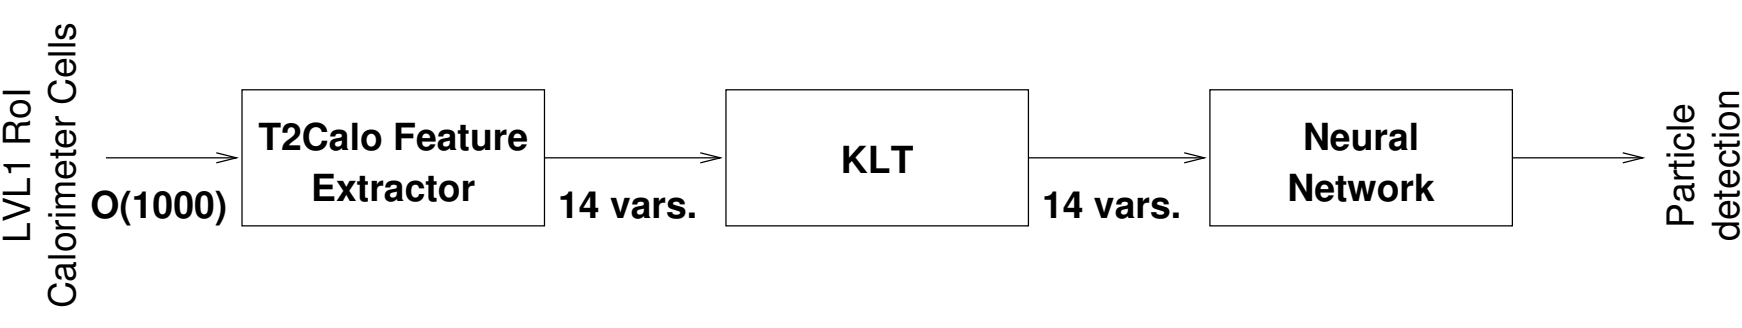 LVL1 RoI
Calorimeter Cells
O(1000)
T2Calo Feature
Extractor
14 vars.
KLT
14 vars.
Neural
Network
Particle
detection